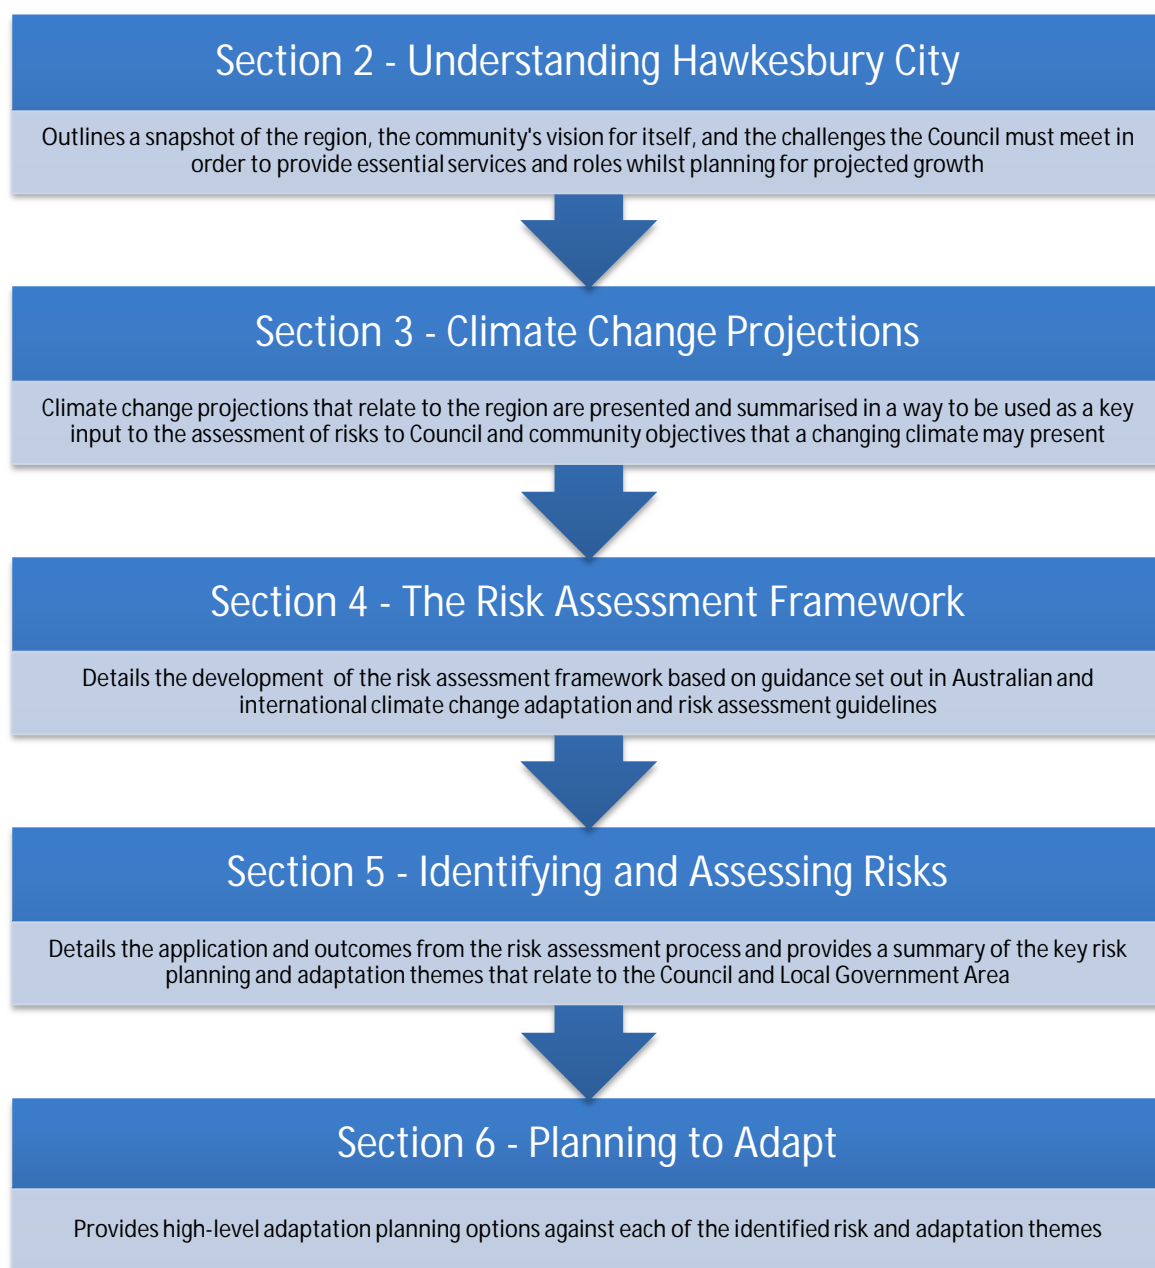 Section 2 - Understanding Hawkesbury City
Outlines a snapshot of the region, the community's vision for itself, and the challenges the Council must meet in
order to provide essential services and roles whilst planning for projected growth
Section 3 - Climate Change Projections
Climate change projections that relate to the region are presented and summarised in a way to be used as a key
input to the assessment of risks to Council and community objectives that a changing climate may present
Section 4 - The Risk Assessment Framework
Details the development of the risk assessment framework based on guidance set out in Australian and
international climate change adaptation and risk assessment guidelines
Section 5 - Identifying and Assessing Risks
Details the application and outcomes from the risk assessment process and provides a summary of the key risk
planning and adaptation themes that relate to the Council and Local Government Area
Section 6 - Planning to Adapt
Provides high-level adaptation planning options against each of the identified risk and adaptation themes